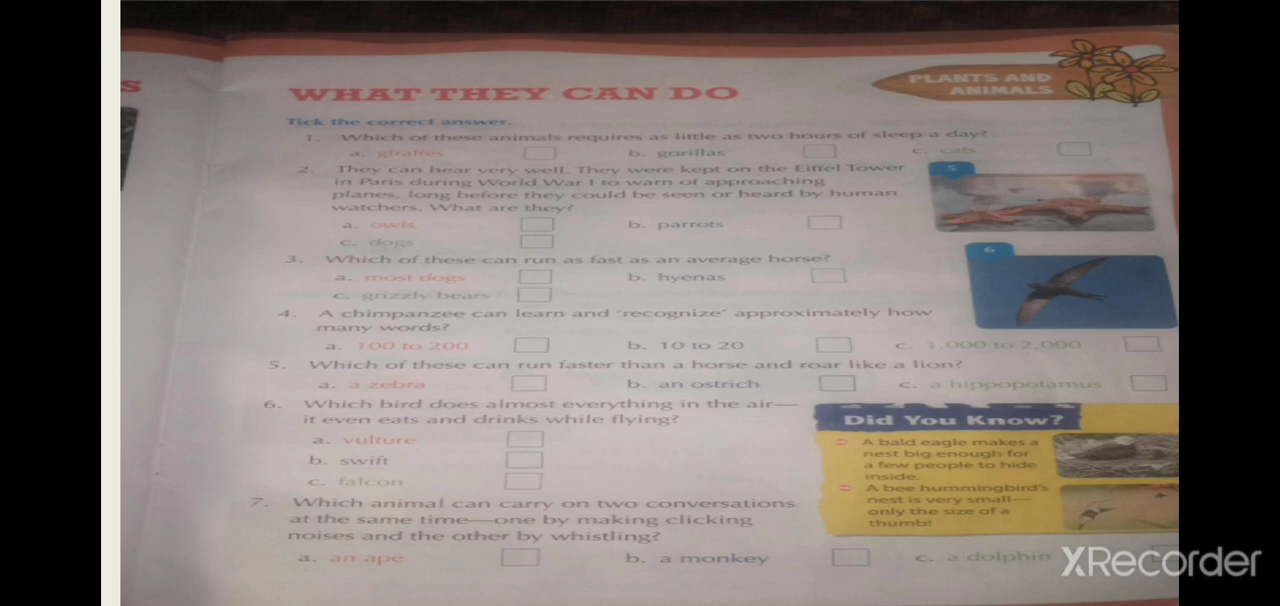 S
WHAT THEY CAN DO
PLANTS AND
ANIMALS
Tick the correct answer.
1. Which of these animals requires as little as two hours of sleep a day?
a. giraffes b. gorillas c. cats
2. They can hear very well. They were kept on the Eiffel Tower
in Paris during World War I to warn of approaching
planes, long before they could be seen or heard by human
watchers. What are they?
a. owls b. parrots
c. dogs
5
3. Which of these can run as fast as an average horse?
a. most dogs b. hyenas
c. grizzly bears
6
4. A chimpanzee can learn and 'recognize' approximately how
many words?
a. 100 to 200 b. 10 to 20 c. 1,000 to 2,000
5. Which of these can run faster than a horse and roar like a lion?
a. a zebra b. an ostrich c. a hippopotamus
6. Which bird does almost everything in the air—
it even eats and drinks while flying?
a. vulture
b. swift
c. falcon
7. Which animal can carry on two conversations
at the same time—one by making clicking
noises and the other by whistling?
a. an ape b. a monkey c. a dolphin
Did You Know?
A bald eagle makes a
nest big enough for
a few people to hide
inside.
A bee hummingbird's
nest is very small—
only the size of a
thumb!
XRecorder